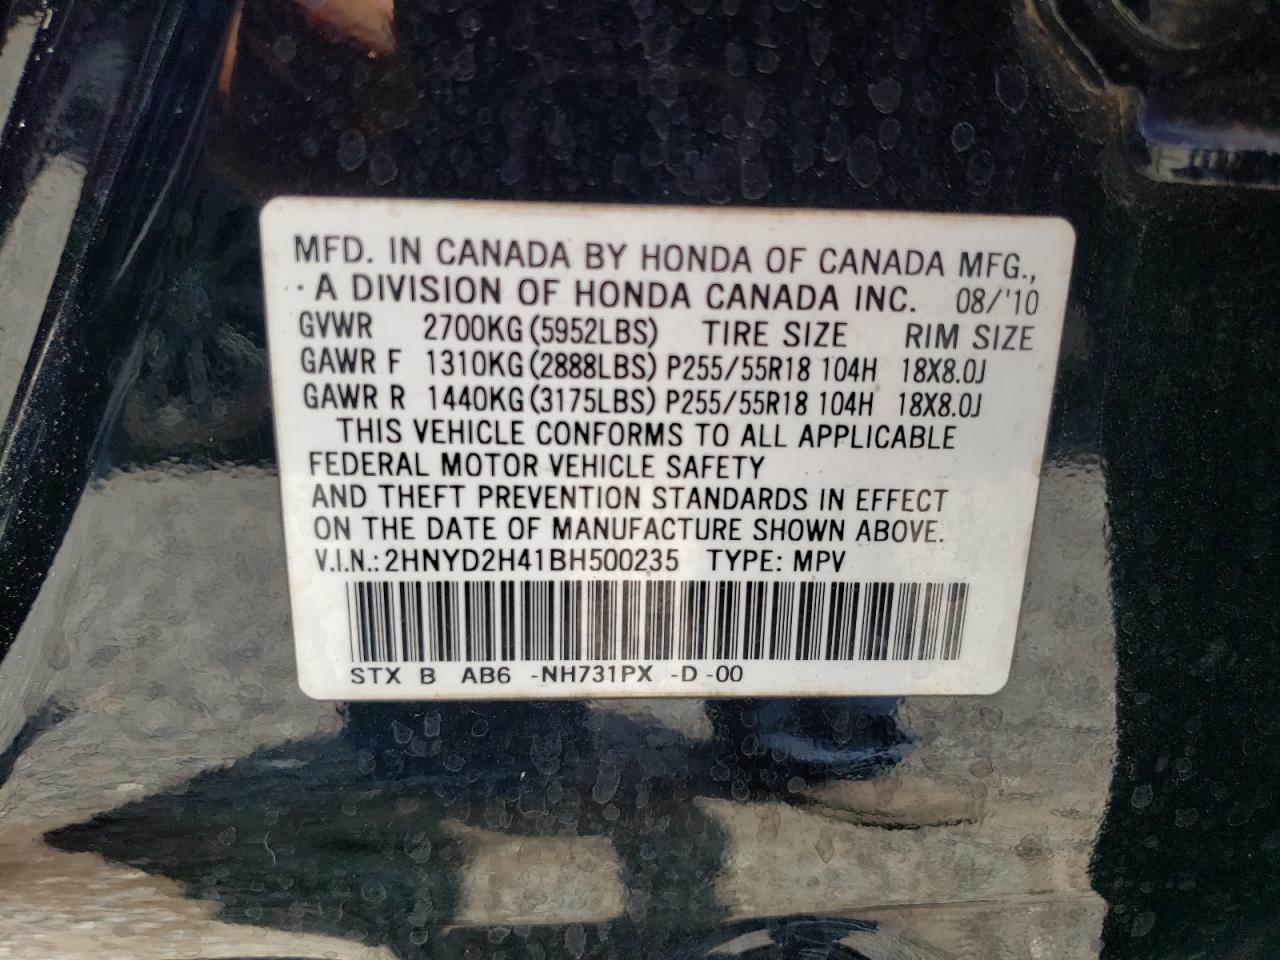 MFD. IN CANADA BY HONDA OF CANADA MFG.,
A DIVISION OF HONDA CANADA INC. 08/'10
GVWR 2700KG(5952LBS) TIRE SIZE RIM SIZE
GAWR F 1310KG(2888LBS) P255/55R18 104H 18X8.0J
GAWR R 1440KG(3175LBS) P255/55R18 104H 18X8.0J
THIS VEHICLE CONFORMS TO ALL APPLICABLE
FEDERAL MOTOR VEHICLE SAFETY
AND THEFT PREVENTION STANDARDS IN EFFECT
ON THE DATE OF MANUFACTURE SHOWN ABOVE.
V.I.N.: 2HNYD2H41BH500235 TYPE: MPV
STX B AB6 -NH731PX -D -00